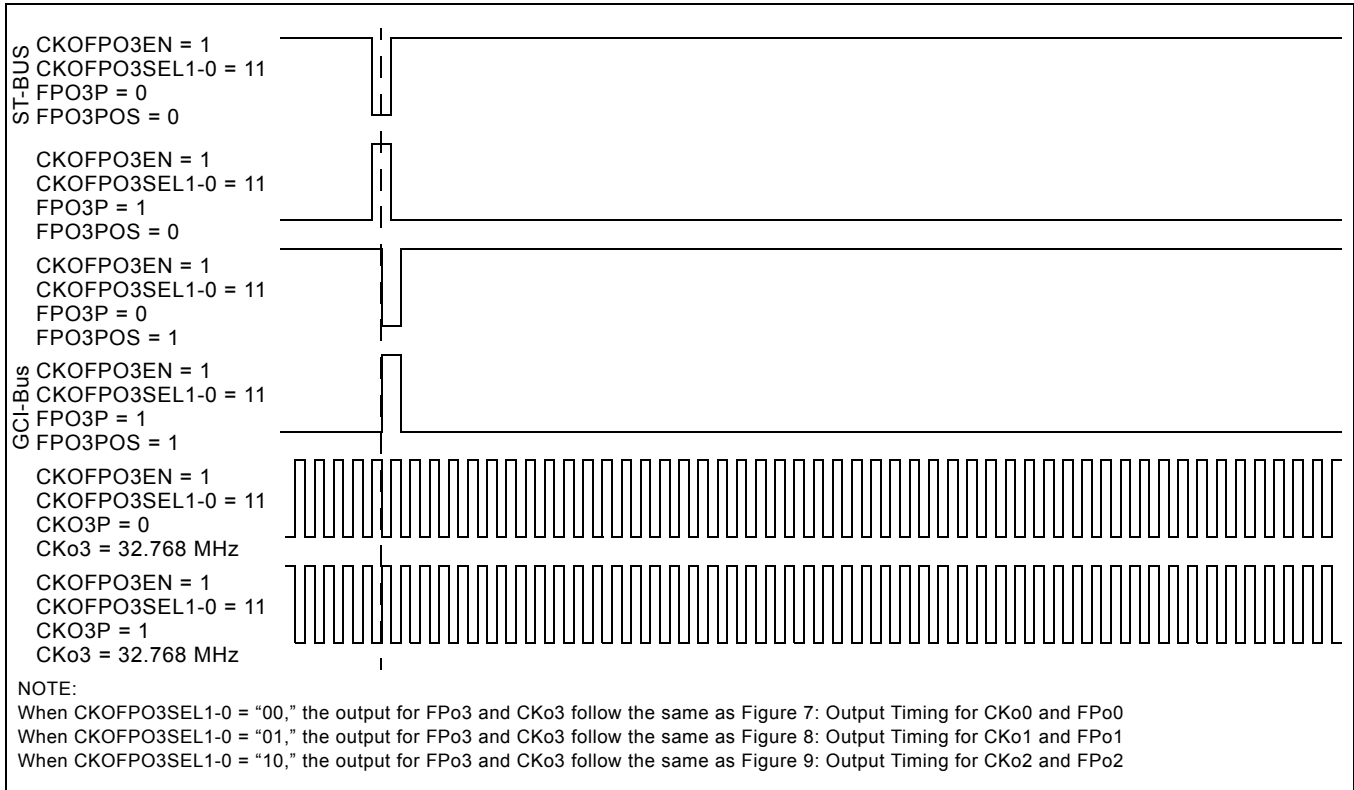 ST-BUS
CKOFPO3EN = 1
CKOFPO3SEL1-0 = 11
FPO3P = 0
FPO3POS = 0
CKOFPO3EN = 1
CKOFPO3SEL1-0 = 11
FPO3P = 1
FPO3POS = 0
CKOFPO3EN = 1
CKOFPO3SEL1-0 = 11
FPO3P = 0
FPO3POS = 1
GCI-Bus
CKOFPO3EN = 1
CKOFPO3SEL1-0 = 11
FPO3P = 1
FPO3POS = 1
CKOFPO3EN = 1
CKOFPO3SEL1-0 = 11
CKO3P = 0
CKo3 = 32.768 MHz
CKOFPO3EN = 1
CKOFPO3SEL1-0 = 11
CKO3P = 1
CKo3 = 32.768 MHz
NOTE:
When CKOFPO3SEL1-0 = “00,” the output for FPo3 and CKo3 follow the same as Figure 7: Output Timing for CKo0 and FPo0
When CKOFPO3SEL1-0 = “01,” the output for FPo3 and CKo3 follow the same as Figure 8: Output Timing for CKo1 and FPo1
When CKOFPO3SEL1-0 = “10,” the output for FPo3 and CKo3 follow the same as Figure 9: Output Timing for CKo2 and FPo2